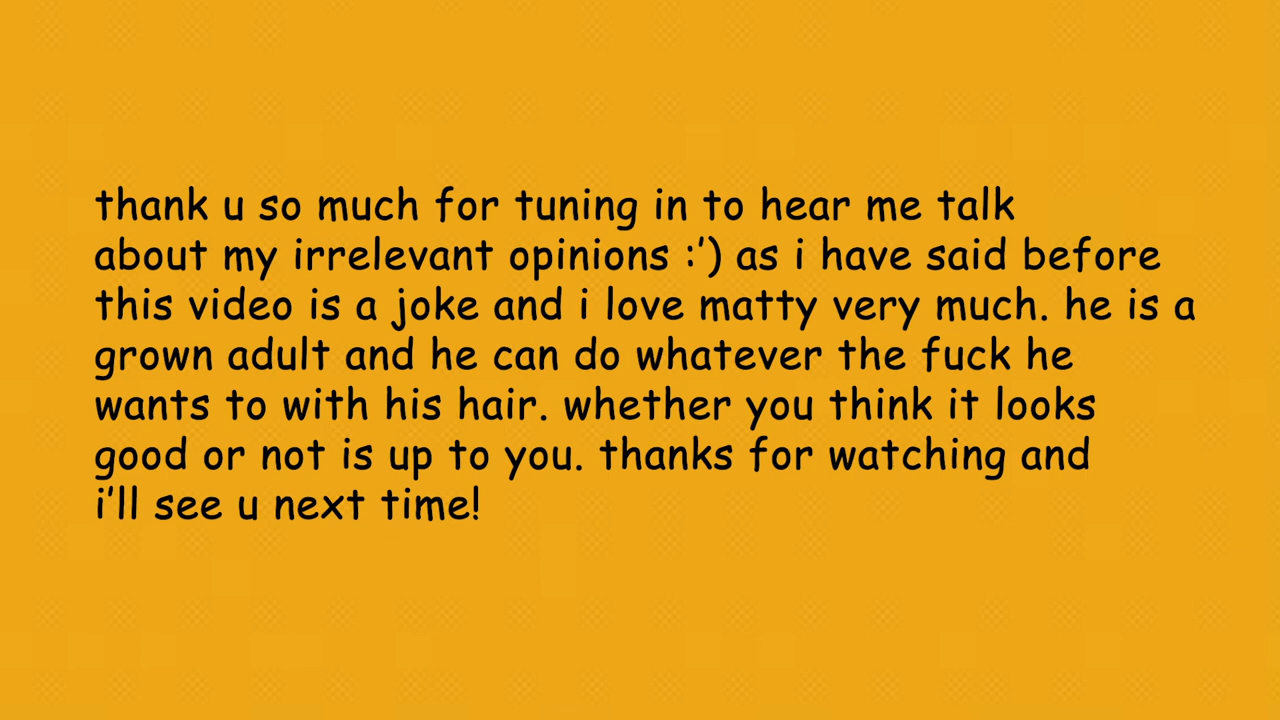 thank u so much for tuning in to hear me talk
about my irrelevant opinions :') as i have said before
this video is a joke and i love matty very much. he is a
grown adult and he can do whatever the fuck he
wants to with his hair. whether you think it looks
good or not is up to you. thanks for watching and
i'll see u next time!